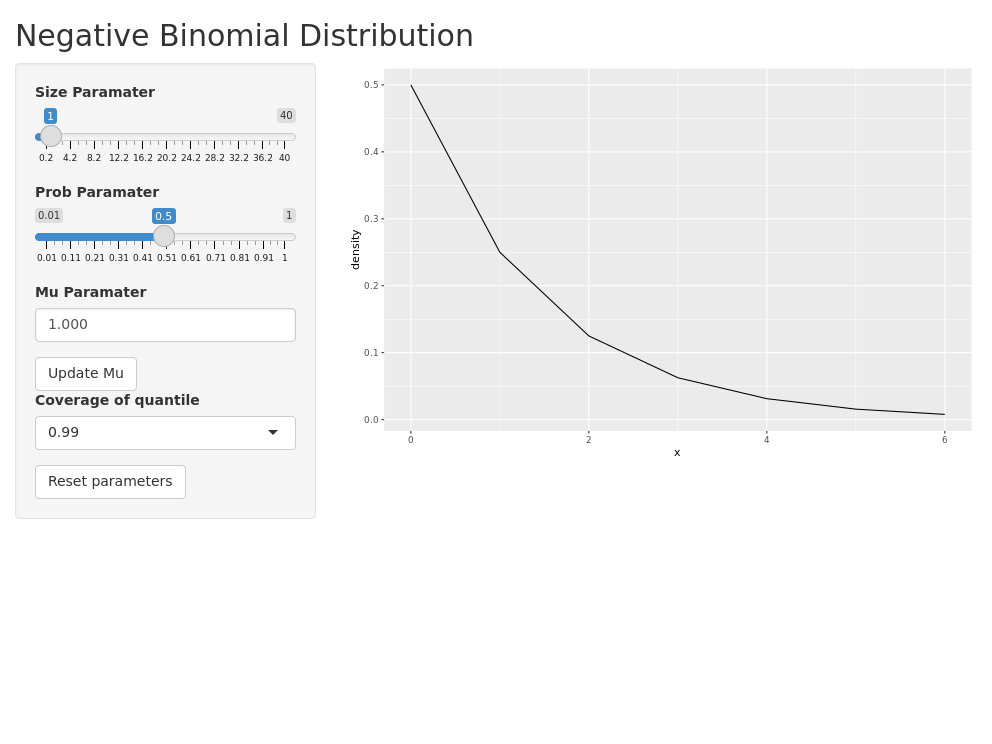 Negative Binomial Distribution
Size Paramater
1 40
0.2 4.2 8.2 12.2 16.2 20.2 24.2 28.2 32.2 36.2 40
Prob Paramater
0.01 0.5 1
0.01 0.11 0.21 0.31 0.41 0.51 0.61 0.71 0.81 0.91 1
Mu Paramater
1.000
Update Mu
Coverage of quantile
0.99
Reset parameters
density
0.5
0.4
0.3
0.2
0.1
0.0
0 2 4 6
x